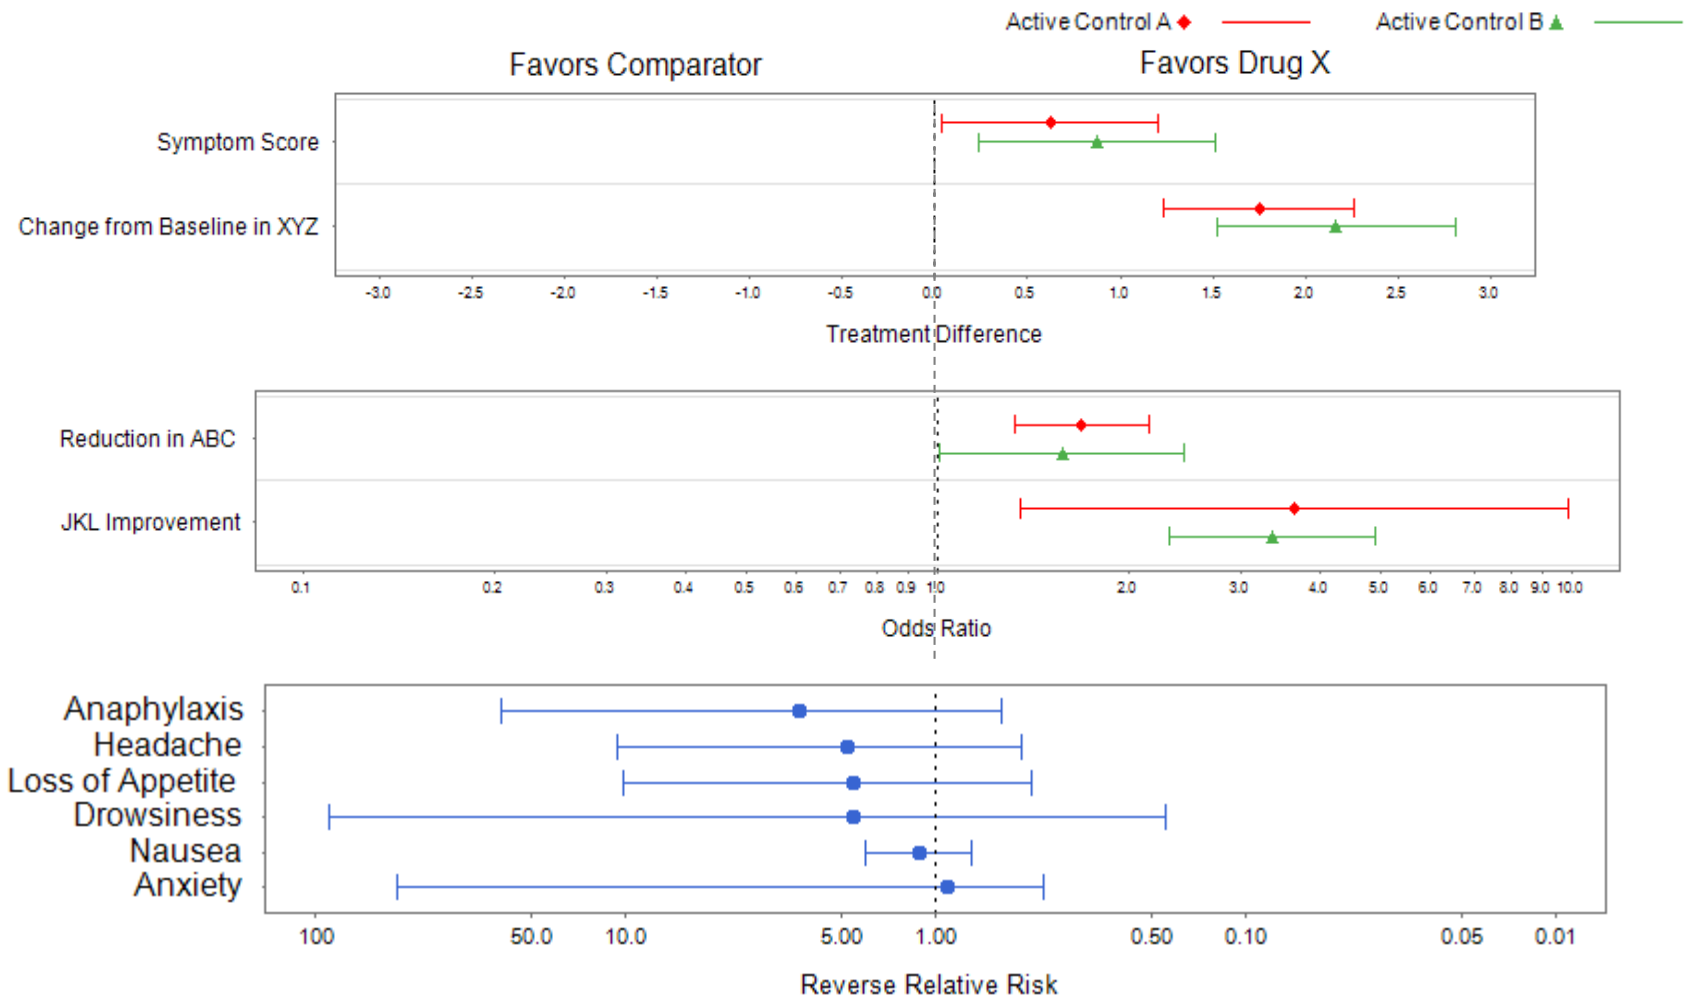 Active Control A Active Control B
Favors Comparator Favors Drug X
Symptom Score
Change from Baseline in XYZ
-3.0 -2.5 -2.0 -1.5 -1.0 -0.5 0.0 0.5 1.0 1.5 2.0 2.5 3.0
Treatment Difference
Reduction in ABC
JKL Improvement
0.1 0.2 0.3 0.4 0.5 0.6 0.7 0.8 0.9 1.0 2.0 3.0 4.0 5.0 6.0 7.0 8.0 9.0 10.0
Odds Ratio
Anaphylaxis
Headache
Loss of Appetite
Drowsiness
Nausea
Anxiety
100 50.0 10.0 5.00 1.00 0.50 0.10 0.05 0.01
Reverse Relative Risk